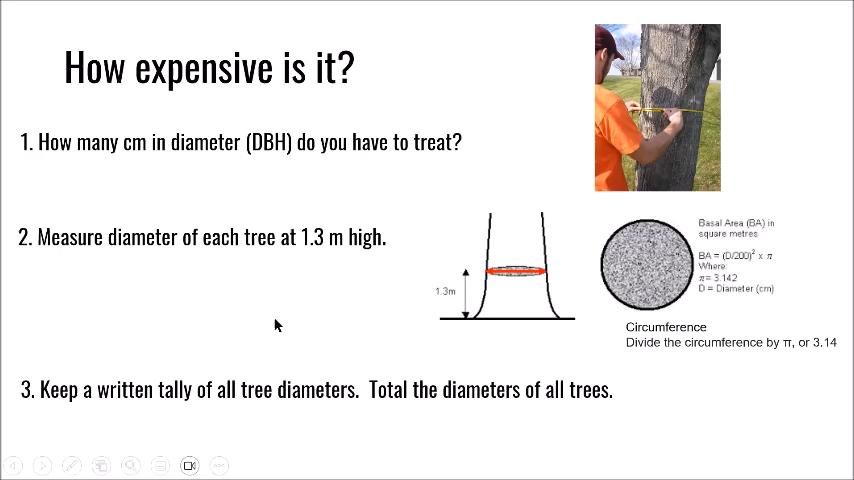 How expensive is it?
1. How many cm in diameter (DBH) do you have to treat?
2. Measure diameter of each tree at 1.3 m high.
1.3m
Basal Area (BA) in
square metres
BA = (D/200)² x π
Where:
π = 3.142
D = Diameter (cm)
Circumference
Divide the circumference by π, or 3.14
3. Keep a written tally of all tree diameters. Total the diameters of all trees.